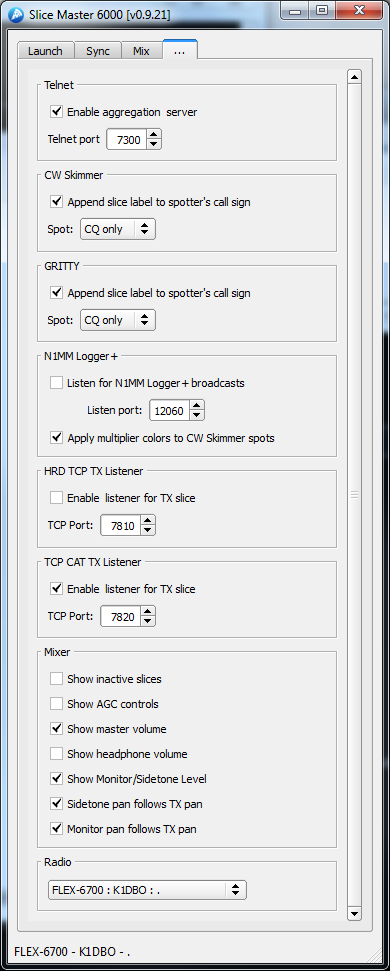 Slice Master 6000 [v0.9.21]
Launch Sync Mix ...
Telnet
Enable aggregation server
Telnet port 7300
CW Skimmer
Append slice label to spotter's call sign
Spot: CQ only
GRITTY
Append slice label to spotter's call sign
Spot: CQ only
N1MM Logger+
Listen for N1MM Logger+ broadcasts
Listen port: 12060
Apply multiplier colors to CW Skimmer spots
HRD TCP TX Listener
Enable listener for TX slice
TCP Port: 7810
TCP CAT TX Listener
Enable listener for TX slice
TCP Port: 7820
Mixer
Show inactive slices
Show AGC controls
Show master volume
Show headphone volume
Show Monitor/Sidetone Level
Sidetone pan follows TX pan
Monitor pan follows TX pan
Radio
FLEX-6700 : K1DBO : .
FLEX-6700 - K1DBO - .